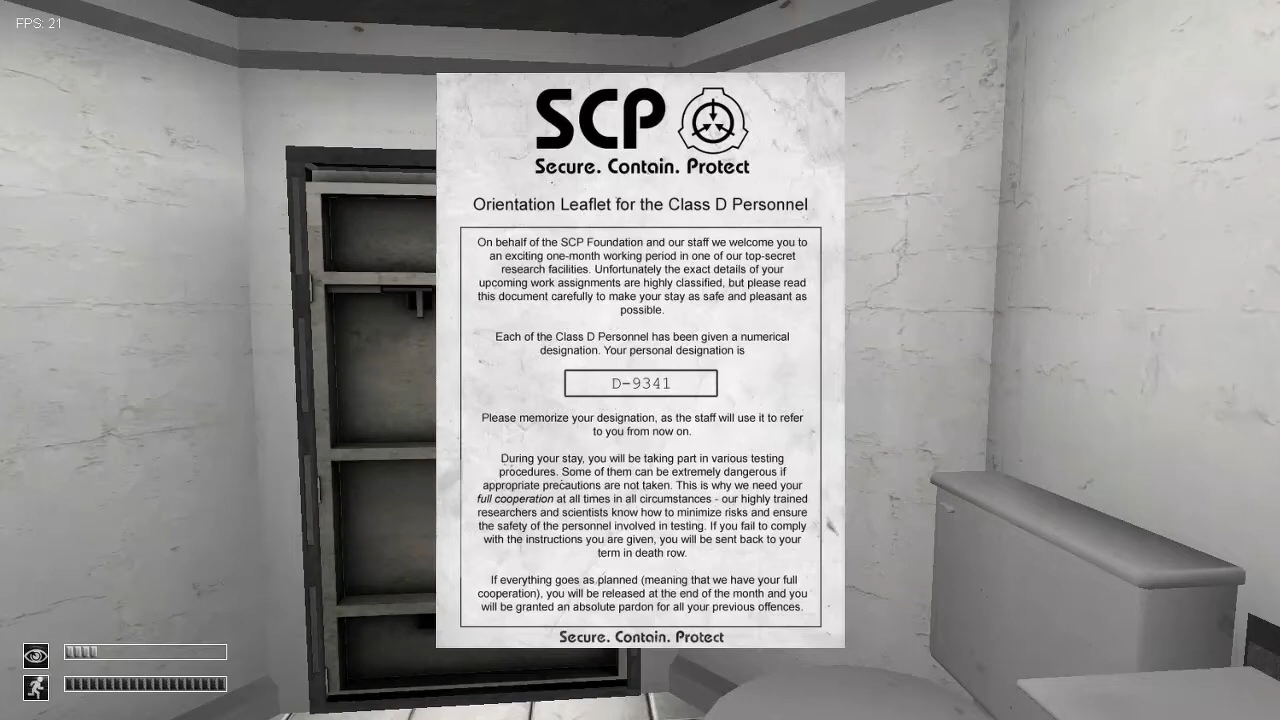 FPS: 21
SCP
Secure. Contain. Protect
Orientation Leaflet for the Class D Personnel
On behalf of the SCP Foundation and our staff we welcome you to
an exciting one-month working period in one of our top-secret
research facilities. Unfortunately the exact details of your
upcoming work assignments are highly classified, but please read
this document carefully to make your stay as safe and pleasant as
possible.
Each of the Class D Personnel has been given a numerical
designation. Your personal designation is
D-9341
Please memorize your designation, as the staff will use it to refer
to you from now on.
During your stay, you will be taking part in various testing
procedures. Some of them can be extremely dangerous if
appropriate precautions are not taken. This is why we need your
full cooperation at all times in all circumstances - our highly trained
researchers and scientists know how to minimize risks and ensure
the safety of the personnel involved in testing. If you fail to comply
with the instructions you are given, you will be sent back to your
term in death row.
If everything goes as planned (meaning that we have your full
cooperation), you will be released at the end of the month and you
will be granted an absolute pardon for all your previous offences.
Secure. Contain. Protect